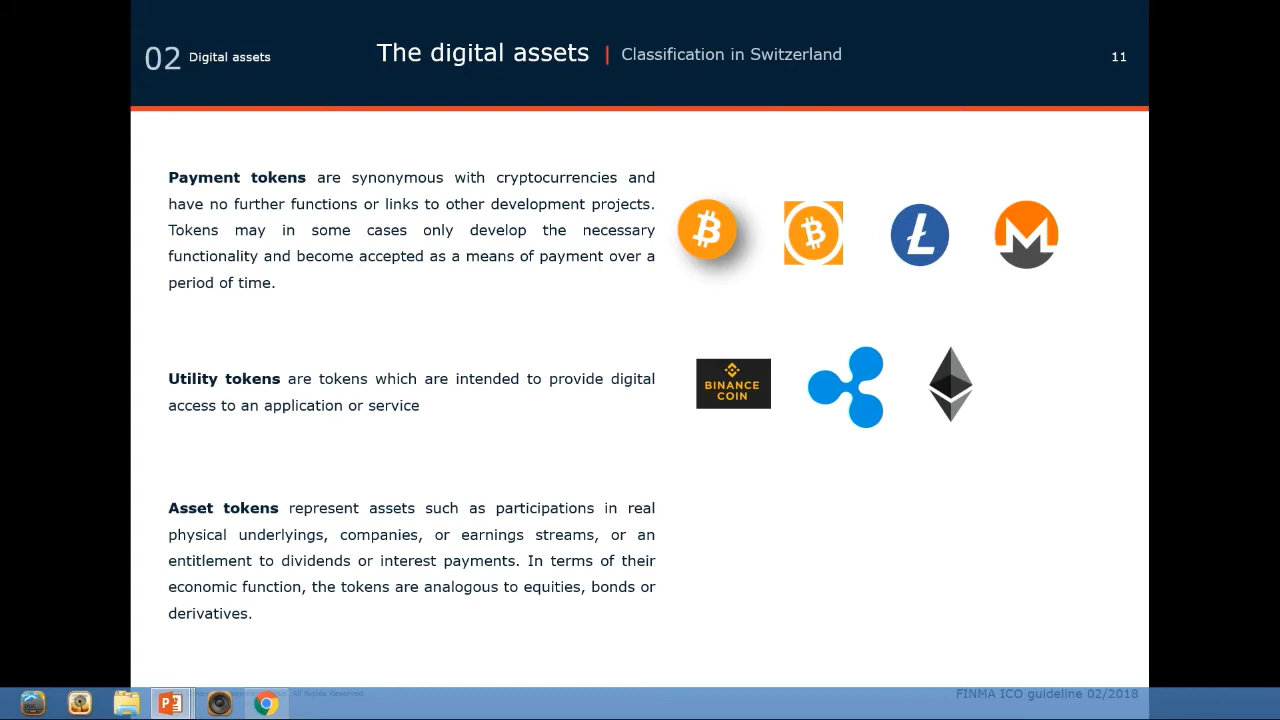 02 Digital assets
The digital assets | Classification in Switzerland
11
Payment tokens are synonymous with cryptocurrencies and
have no further functions or links to other development projects.
Tokens may in some cases only develop the necessary
functionality and become accepted as a means of payment over a
period of time.
Utility tokens are tokens which are intended to provide digital
access to an application or service
BINANCE
COIN
Asset tokens represent assets such as participations in real
physical underlyings, companies, or earnings streams, or an
entitlement to dividends or interest payments. In terms of their
economic function, the tokens are analogous to equities, bonds or
derivatives.
All Rights Reserved.
FINMA ICO guideline 02/2018